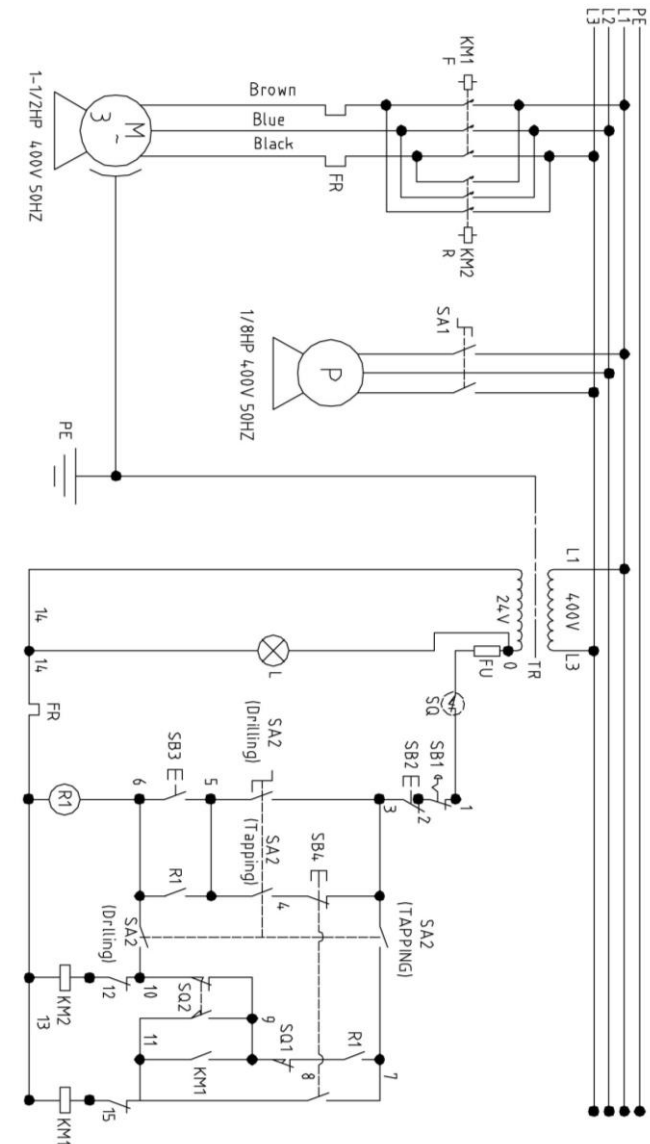 PE
L1
L2
L3
KM1
F
KM2
R
Brown
Blue
Black
FR
M
3 ~
1-1/2HP 400V 50HZ
SA1
P
1/8HP 400V 50HZ
PE
L1
400V
L3
24V
TR
0
FU
SQ
L
14
14
FR
1
SB1
2
SB2
3
SA2
(Drilling)
5
SB3
6
R1
SB4
4
SA2
(Tapping)
R1
SA2
(TAPPING)
SA2
(Drlling)
7
R1
8
SQ1
9
SQ2
10
11
KM1
12
KM2
13
15
KM1